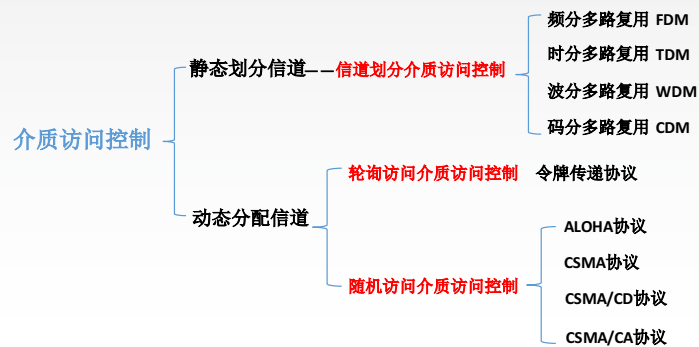 介质访问控制
静态划分信道——信道划分介质访问控制
频分多路复用 FDM
时分多路复用 TDM
波分多路复用 WDM
码分多路复用 CDM
动态分配信道
轮询访问介质访问控制 令牌传递协议
随机访问介质访问控制
ALOHA协议
CSMA协议
CSMA/CD协议
CSMA/CA协议